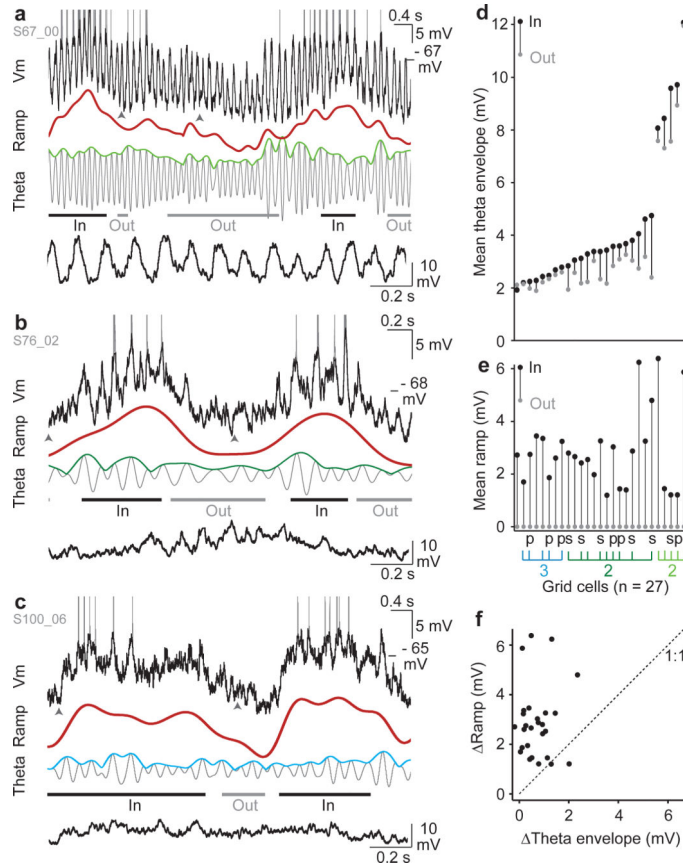 a
S67_00
0.4 s
5 mV
- 67
mV
Vm
Ramp
Theta
In
Out
Out
In
Out
10
mV
0.2 s
b
S76_02
0.2 s
5 mV
- 68
mV
Vm
Ramp
Theta
In
Out
In
Out
10
mV
0.2 s
c
S100_06
0.4 s
5 mV
- 65
mV
Vm
Ramp
Theta
In
Out
In
10
mV
0.2 s
d
In
Out
Mean theta envelope (mV)
12
10
8
6
4
2
0
e
In
Out
Mean ramp (mV)
6
4
2
0
p p ps s s pp s s sp
3 2 2
Grid cells (n = 27)
f
1:1
ΔRamp (mV)
6
4
2
0
0 2 4 6
ΔTheta envelope (mV)